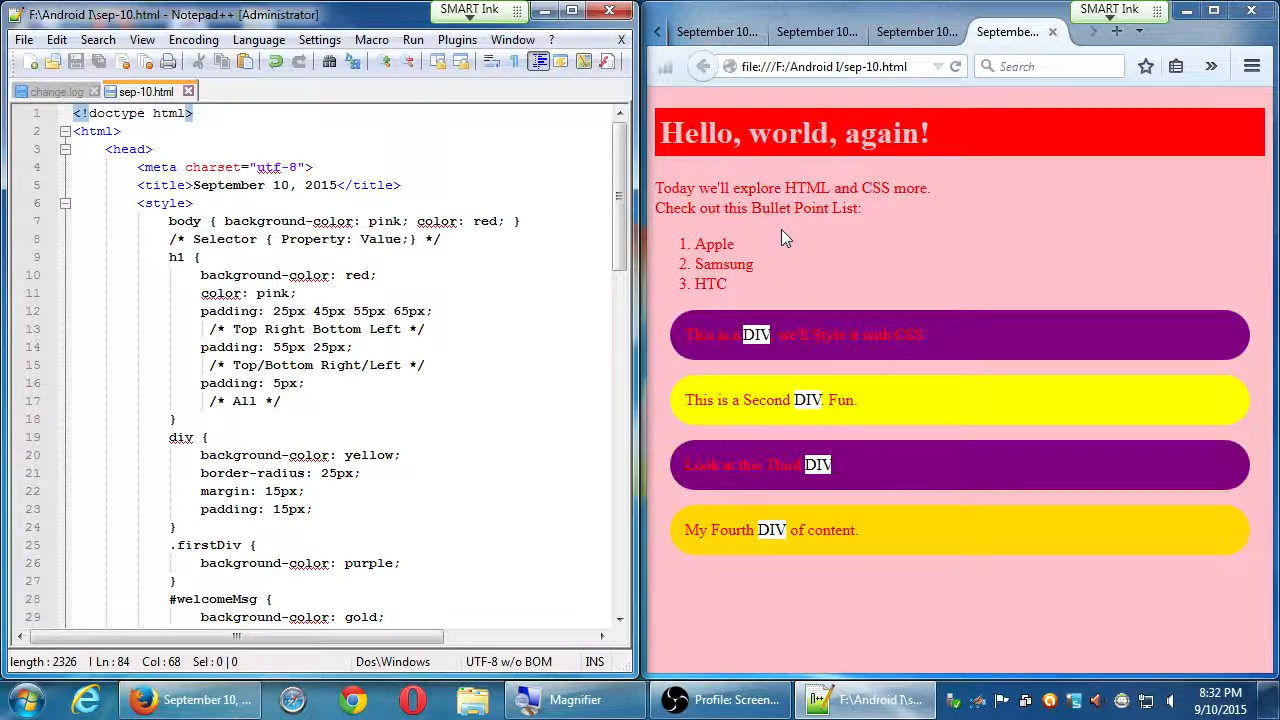 F:\Android I\sep-10.html - Notepad++ [Administrator]
SMART Ink
File Edit Search View Encoding Language Settings Macro Run Plugins Window ? X
change.log
sep-10.html
1 <!doctype html>
2 <html>
3 <head>
4 <meta charset="utf-8">
5 <title>September 10, 2015</title>
6 <style>
7 body { background-color: pink; color: red; }
8 /* Selector { Property: Value;} */
9 h1 {
10 background-color: red;
11 color: pink;
12 padding: 25px 45px 55px 65px;
13 /* Top Right Bottom Left */
14 padding: 55px 25px;
15 /* Top/Bottom Right/Left */
16 padding: 5px;
17 /* All */
18 }
19 div {
20 background-color: yellow;
21 border-radius: 25px;
22 margin: 15px;
23 padding: 15px;
24 }
25 .firstDiv {
26 background-color: purple;
27 }
28 #welcomeMsg {
29 background-color: gold;
length : 2326 l Ln : 84 Col : 68 Sel : 0 | 0 Dos\Windows UTF-8 w/o BOM INS
SMART Ink
September 10... September 10... September 10... Septembe...
file:///F:/Android I/sep-10.html
Search
Hello, world, again!
Today we'll explore HTML and CSS more.
Check out this Bullet Point List:
1. Apple
2. Samsung
3. HTC
This is a DIV we'll Style it with CSS.
This is a Second DIV. Fun.
Look at this Third DIV
My Fourth DIV of content.
September 10, ...
Magnifier
Profile: Screen...
F:\Android I\s...
8:32 PM
9/10/2015